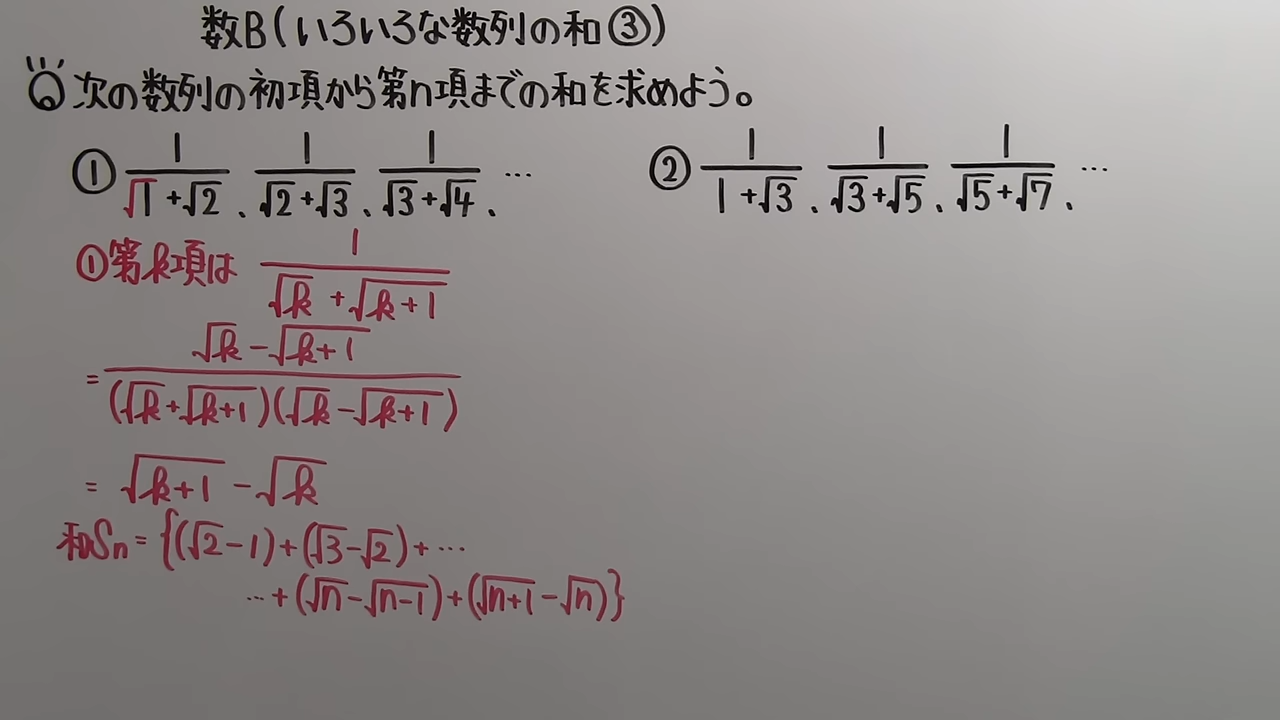 数B(いろいろな数列の和③)
Q 次の数列の初項から第n項までの和を求めよう。
① 1/(√1+√2)、1/(√2+√3)、1/(√3+√4)、…
② 1/(1+√3)、1/(√3+√5)、1/(√5+√7)、…
①第k項は 1/(√k+√(k+1))
=(√k-√(k+1))/((√k+√(k+1))(√k-√(k+1)))
=√(k+1)-√k
和Sn={(√2-1)+(√3-√2)+…
…+(√n-√(n-1))+(√(n+1)-√n)}